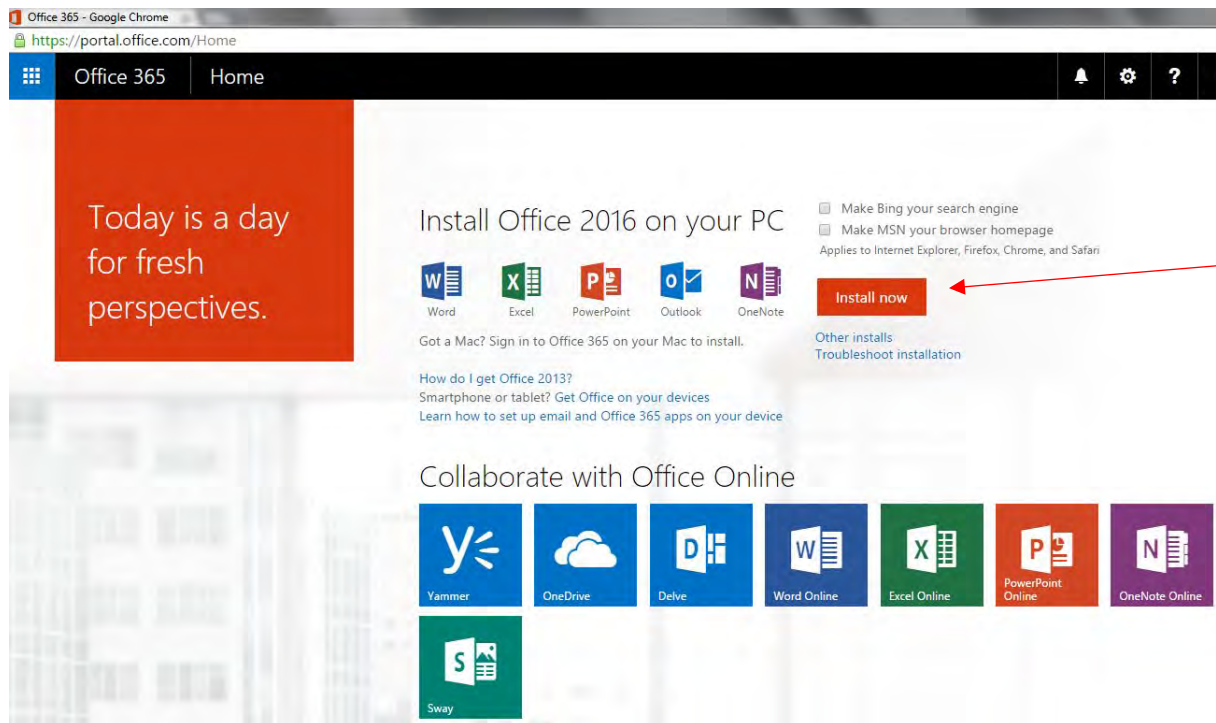 Office 365 - Google Chrome
https://portal.office.com/Home
Office 365 Home
?
Today is a day
for fresh
perspectives.
Install Office 2016 on your PC
Word Excel PowerPoint Outlook OneNote
Got a Mac? Sign in to Office 365 on your Mac to install.
How do I get Office 2013?
Smartphone or tablet? Get Office on your devices
Learn how to set up email and Office 365 apps on your device
Make Bing your search engine
Make MSN your browser homepage
Applies to Internet Explorer, Firefox, Chrome, and Safari
Install now
Other installs
Troubleshoot installation
Collaborate with Office Online
Yammer
OneDrive
Delve
Word Online
Excel Online
PowerPoint
Online
OneNote Online
Sway